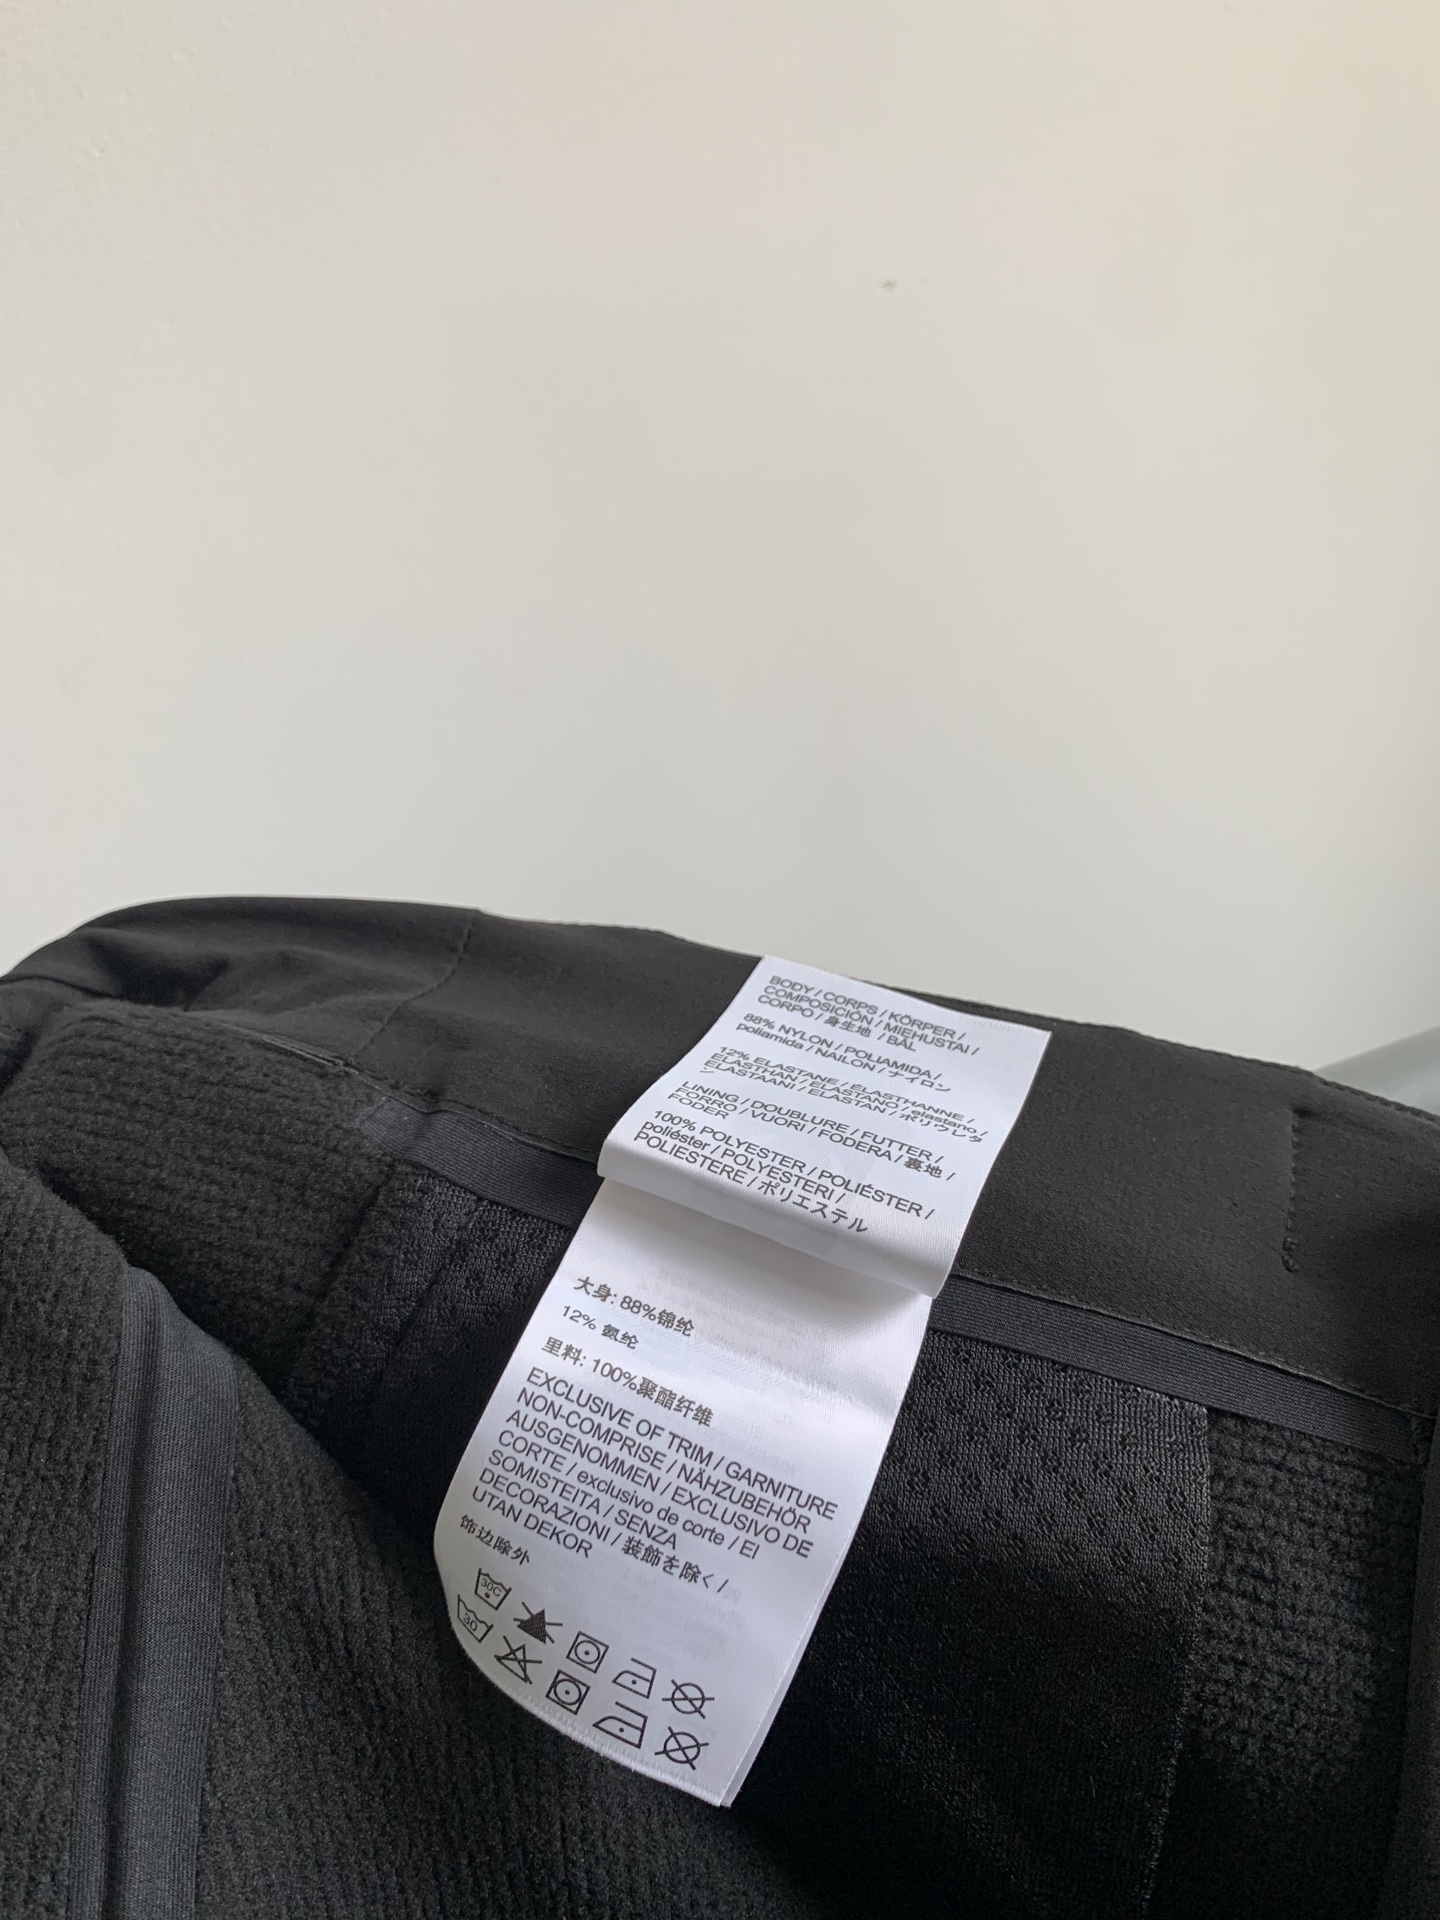 BODY / CORPS / KÖRPER /
COMPOSICIÓN / MIEHUSTAI /
CORPO / 身生地 / BÅL
88% NYLON / POLIAMIDA /
poliamida / NAILON / ナイロン
12% ELASTANE / ÉLASTHANNE /
ELASTHAN / ELASTANO / elastano /
ELASTAANI / ELASTAN / ポリウレタ
ン
LINING / DOUBLURE / FUTTER /
FORRO / VUORI / FODERA / 裏地 /
FODER
100% POLYESTER / POLIÉSTER /
poliéster / POLYESTERI /
POLIESTERE / ポリエステル
大身: 88%锦纶
12% 氨纶
里料: 100%聚酯纤维
EXCLUSIVE OF TRIM / GARNITURE
NON-COMPRISE / NÄHZUBEHÖR
AUSGENOMMEN / EXCLUSIVO DE
CORTE / exclusivo de corte / EI
SOMISTEITA / SENZA
DECORAZIONI / 装飾を除く /
UTAN DEKOR
饰边除外
30C
30